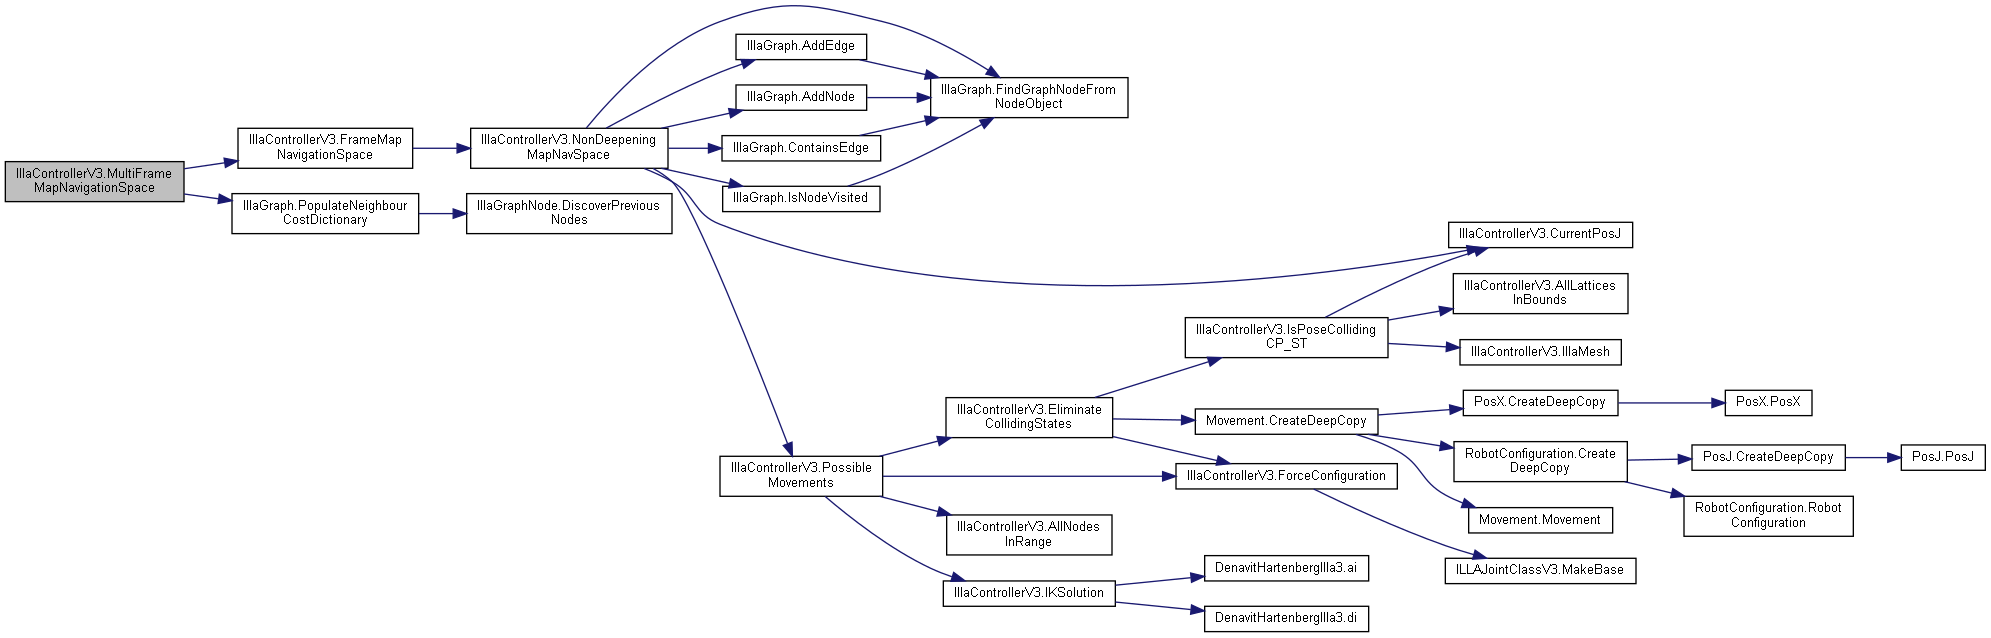 IllaControllerV3.MultiFrame
MapNavigationSpace
IllaControllerV3.FrameMap
NavigationSpace
IllaGraph.PopulateNeighbour
CostDictionary
IllaControllerV3.NonDeepening
MapNavSpace
IllaGraphNode.DiscoverPrevious
Nodes
IllaGraph.AddEdge
IllaGraph.AddNode
IllaGraph.ContainsEdge
IllaGraph.IsNodeVisited
IllaGraph.FindGraphNodeFrom
NodeObject
IllaControllerV3.Possible
Movements
IllaControllerV3.Eliminate
CollidingStates
IllaControllerV3.AllNodes
InRange
IllaControllerV3.IKSolution
IllaControllerV3.IsPoseColliding
CP_ST
Movement.CreateDeepCopy
IllaControllerV3.ForceConfiguration
DenavitHartenbergIlla3.ai
DenavitHartenbergIlla3.di
IllaControllerV3.CurrentPosJ
IllaControllerV3.AllLattices
InBounds
IllaControllerV3.IllaMesh
PosX.CreateDeepCopy
RobotConfiguration.Create
DeepCopy
Movement.Movement
ILLAJointClassV3.MakeBase
PosX.PosX
PosJ.CreateDeepCopy
RobotConfiguration.Robot
Configuration
PosJ.PosJ